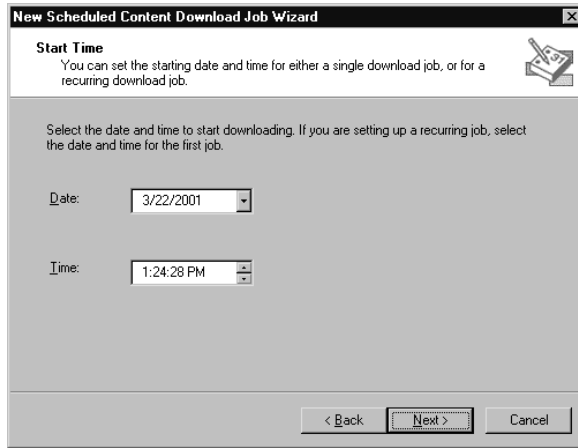 New Scheduled Content Download Job Wizard
Start Time
You can set the starting date and time for either a single download job, or for a
recurring download job.
Select the date and time to start downloading. If you are setting up a recurring job, select
the date and time for the first job.
Date: 3/22/2001
Time: 1:24:28 PM
< Back Next > Cancel